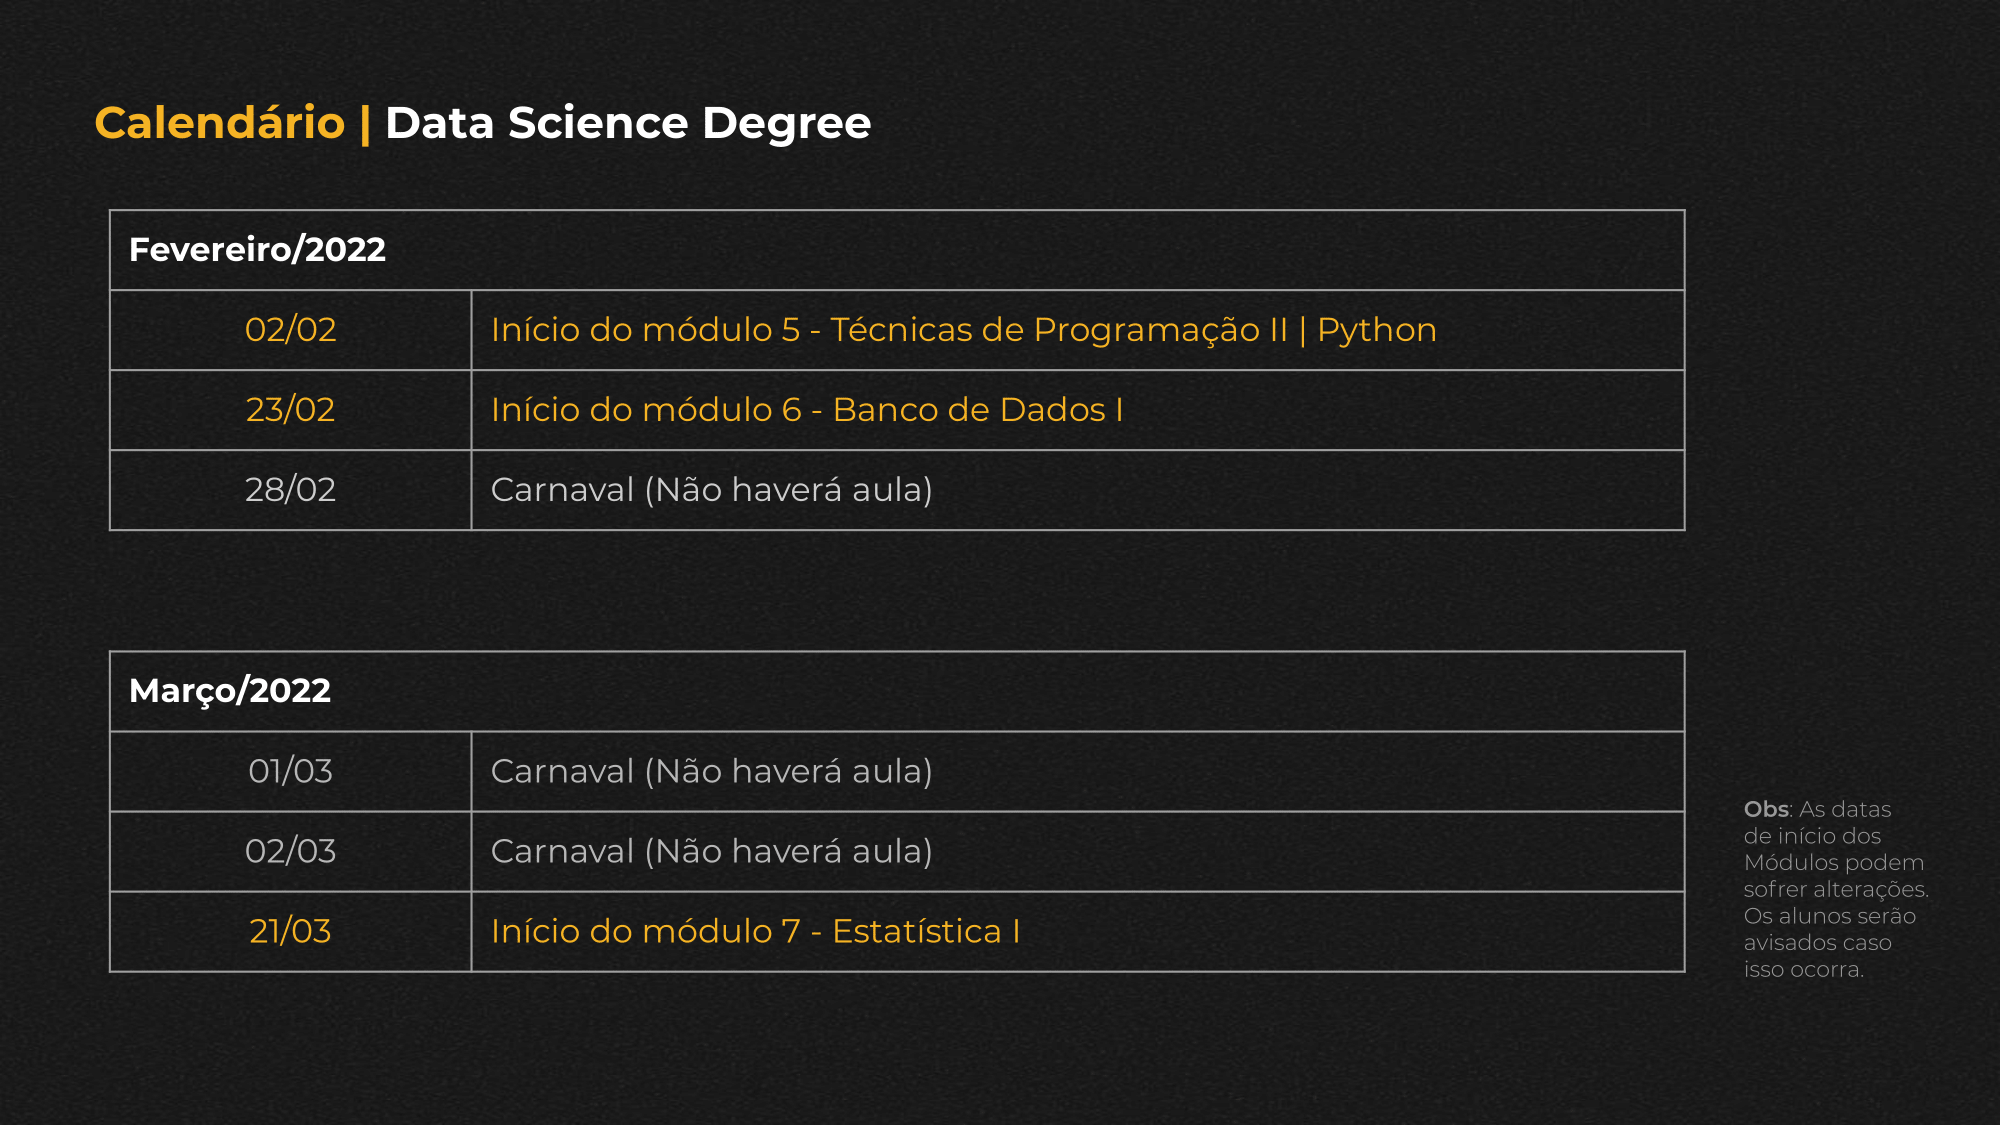 Calendário | Data Science Degree
Fevereiro/2022
02/02 Início do módulo 5 - Técnicas de Programação II | Python
23/02 Início do módulo 6 - Banco de Dados I
28/02 Carnaval (Não haverá aula)
Março/2022
01/03 Carnaval (Não haverá aula)
02/03 Carnaval (Não haverá aula)
21/03 Início do módulo 7 - Estatística I
Obs: As datas
de início dos
Módulos podem
sofrer alterações.
Os alunos serão
avisados caso
isso ocorra.